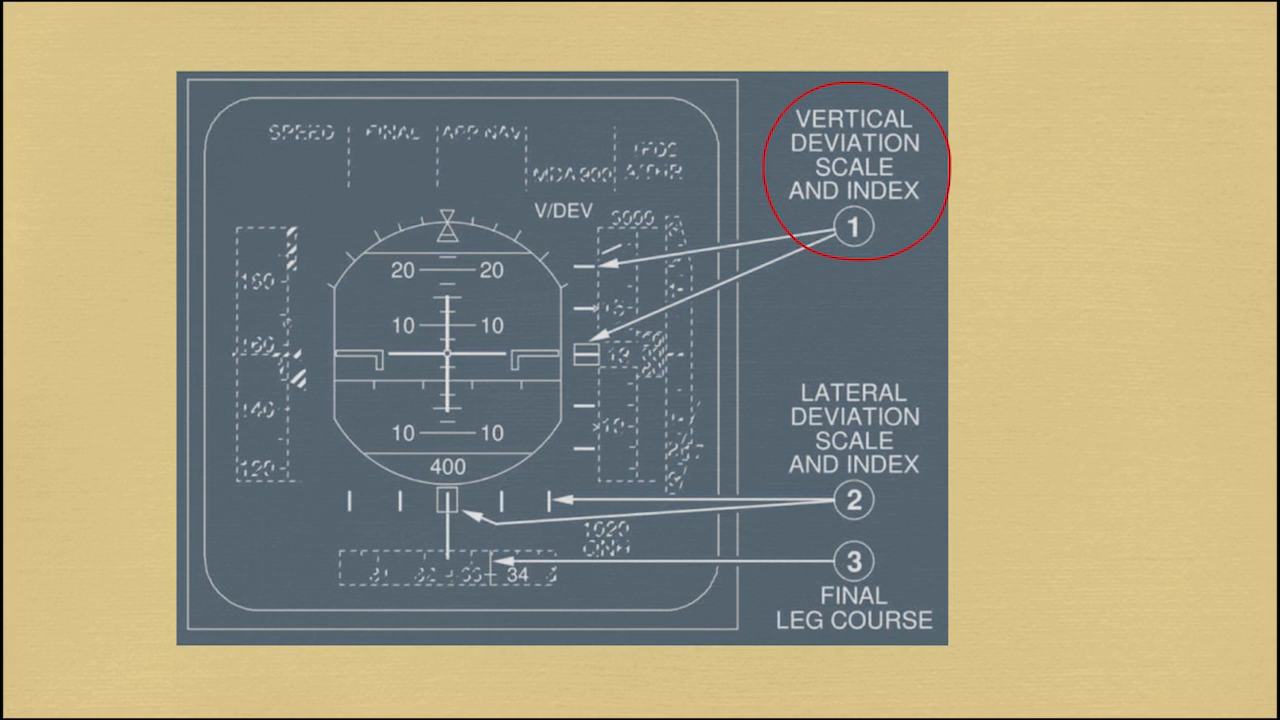 SPEED FINAL APP NAV
MDA 900
A/THR
V/DEV
20 20
10 10
10 10
400
160
140
120
1020
QNH
34
VERTICAL
DEVIATION
SCALE
AND INDEX
1
LATERAL
DEVIATION
SCALE
AND INDEX
2
3
FINAL
LEG COURSE